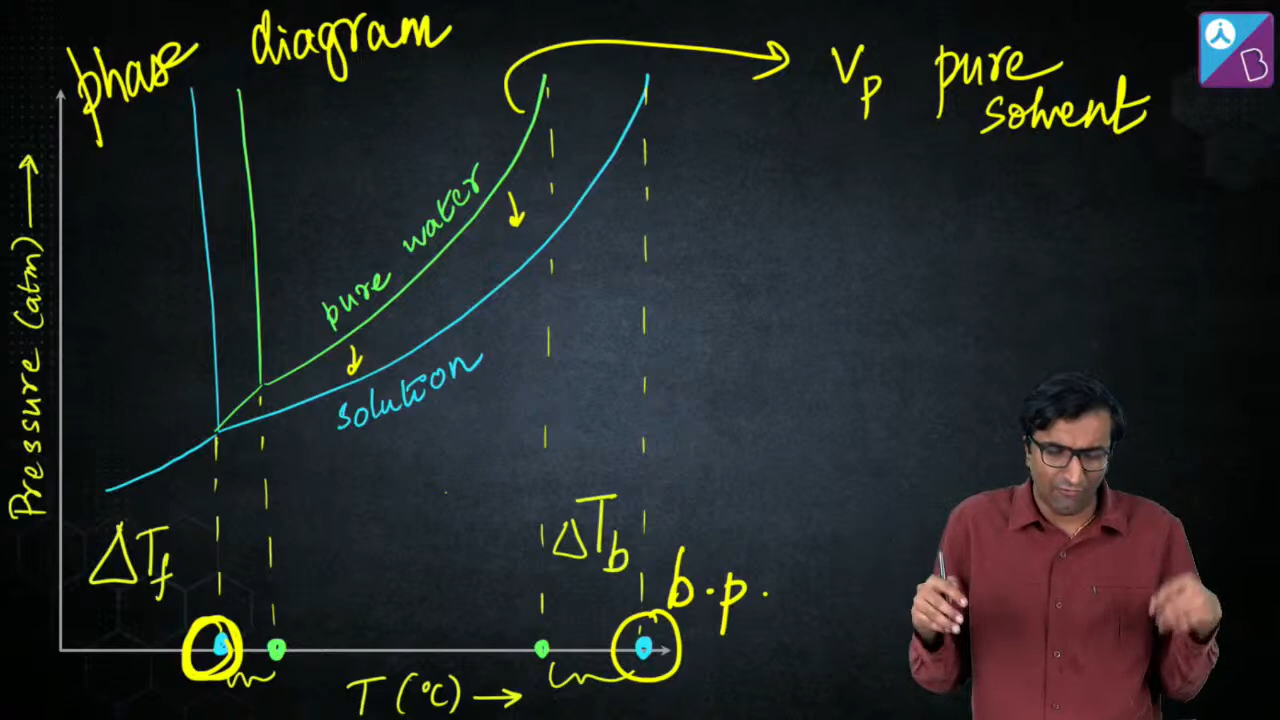 phase diagram
Vp pure
solvent
pure water
solution
Pressure (atm) →
ΔTf
ΔTb
b.p.
T (°C) →
B